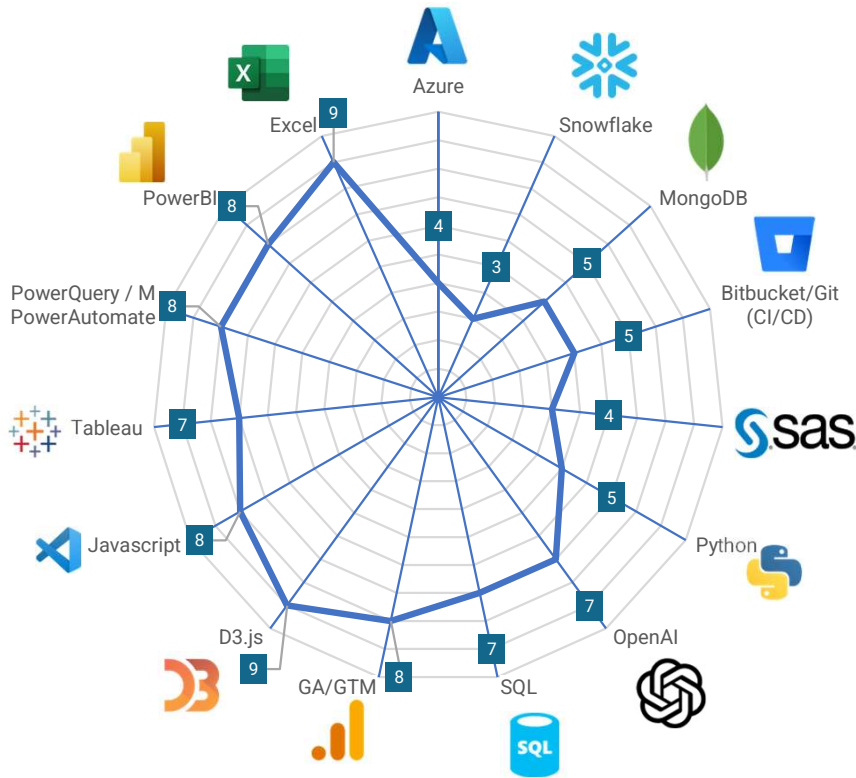 Azure
Snowflake
X
9
Excel
MongoDB
PowerBI
8
4
3
5
Bitbucket/Git
(CI/CD)
PowerQuery / M
PowerAutomate
8
5
Tableau
7
4
sas
5
Javascript
8
Python
7
D3.js
9
OpenAI
GA/GTM
8
7
SQL
D3
SQL